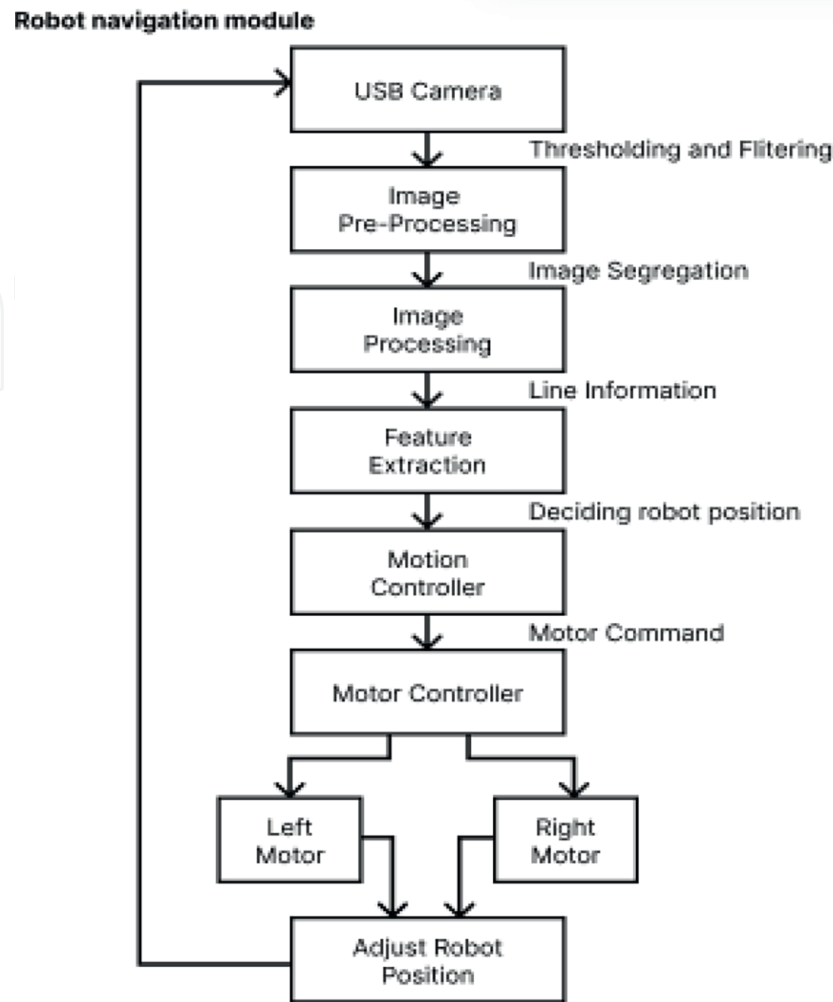 Robot navigation module
USB Camera
Thresholding and Flitering
Image
Pre-Processing
Image Segregation
Image
Processing
Line Information
Feature
Extraction
Deciding robot position
Motion
Controller
Motor Command
Motor Controller
Left
Motor
Right
Motor
Adjust Robot
Position